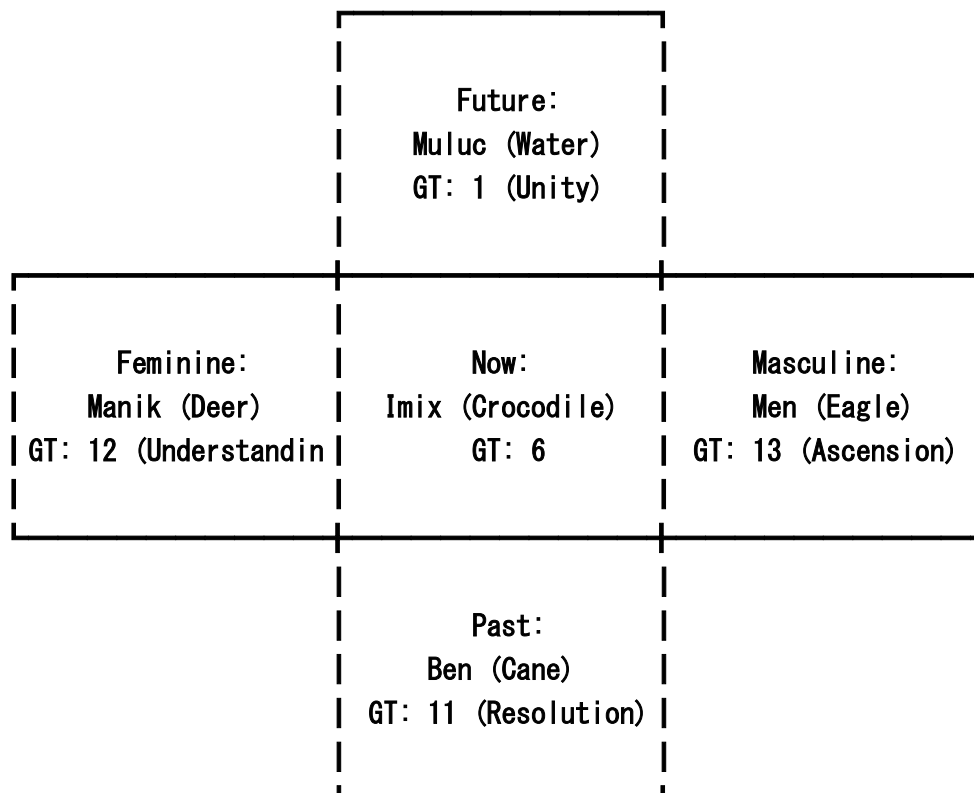 Future:
Muluc (Water)
GT: 1 (Unity)
Feminine:
Manik (Deer)
GT: 12 (Understandin
Now:
Imix (Crocodile)
GT: 6
Masculine:
Men (Eagle)
GT: 13 (Ascension)
Past:
Ben (Cane)
GT: 11 (Resolution)